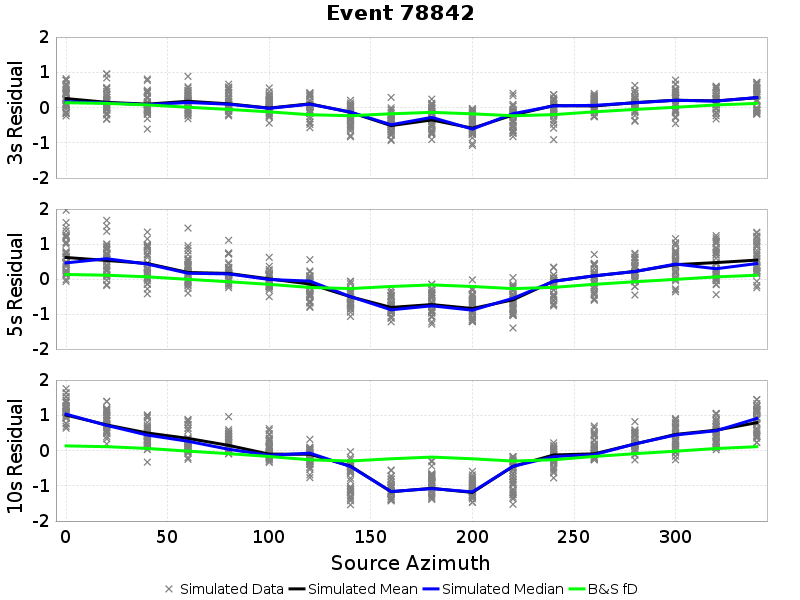 Event 78842
3s Residual
2
1
0
-1
-2
5s Residual
2
1
0
-1
-2
10s Residual
2
1
0
-1
-2
0 50 100 150 200 250 300
Source Azimuth
Simulated Data Simulated Mean Simulated Median B&S fD